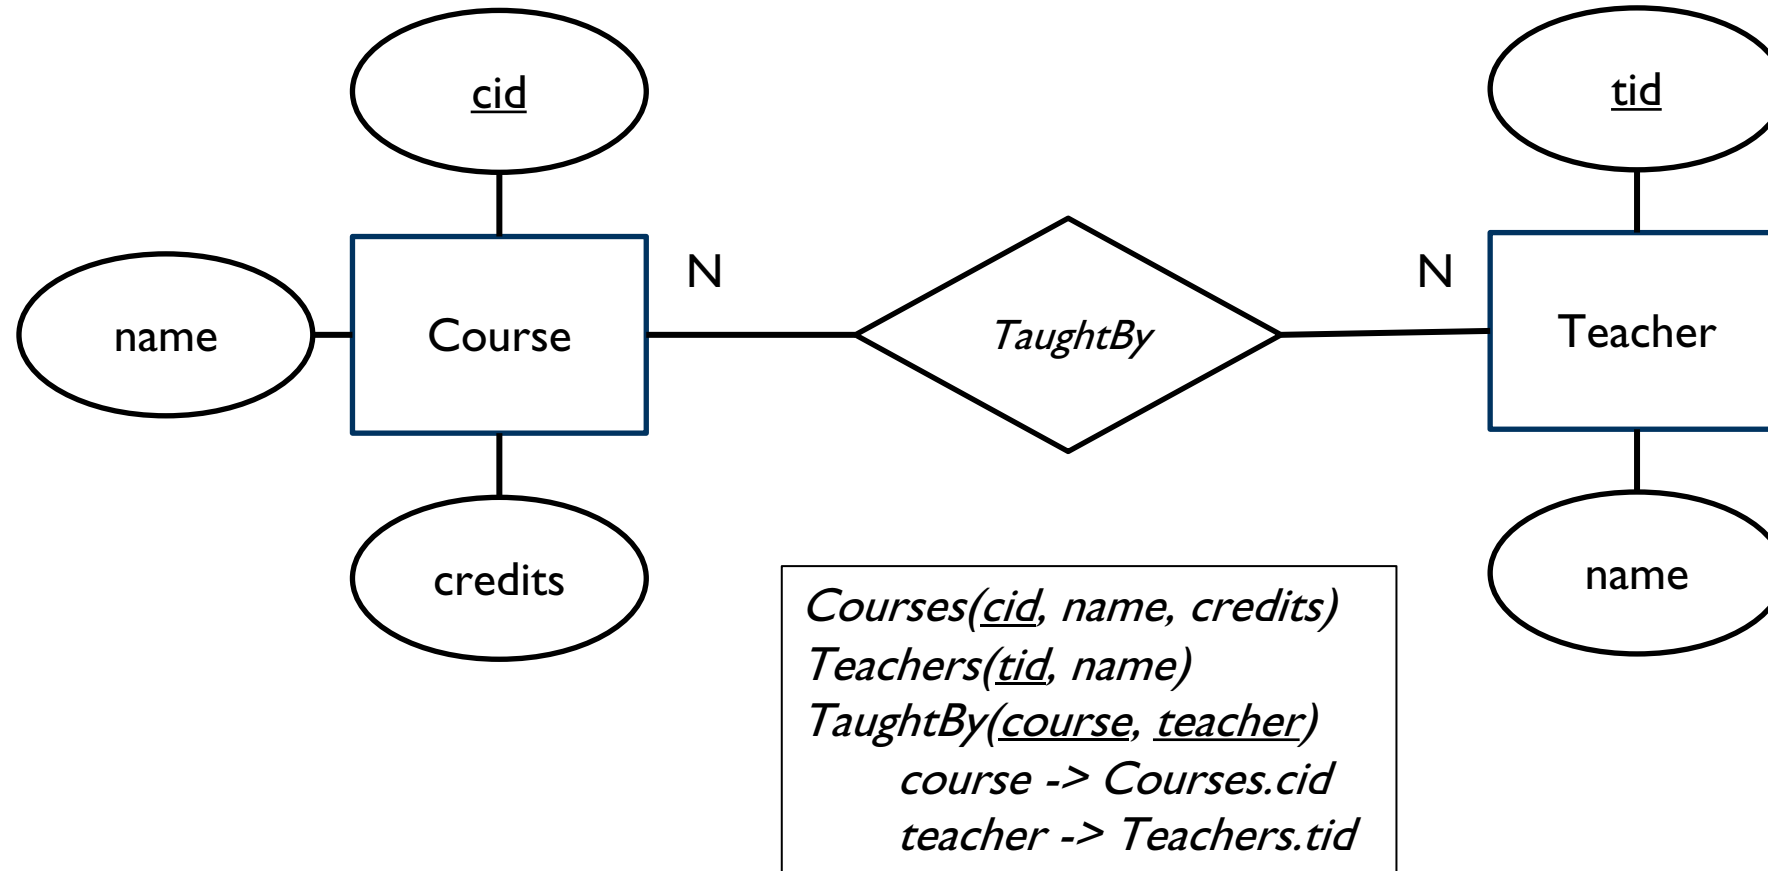 cid
tid
N
N
name
Course
TaughtBy
Teacher
credits
name
Courses(cid, name, credits)
Teachers(tid, name)
TaughtBy(course, teacher)
course -> Courses.cid
teacher -> Teachers.tid